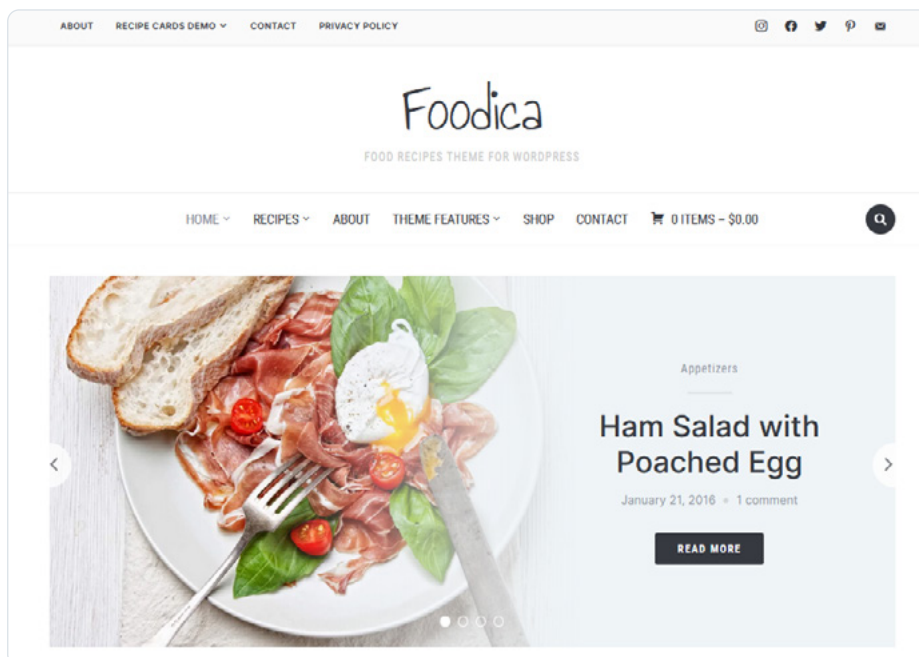 ABOUT RECIPE CARDS DEMO CONTACT PRIVACY POLICY
Foodica
FOOD RECIPES THEME FOR WORDPRESS
HOME RECIPES ABOUT THEME FEATURES SHOP CONTACT 0 ITEMS – $0.00
Appetizers
Ham Salad with
Poached Egg
January 21, 2016 1 comment
READ MORE